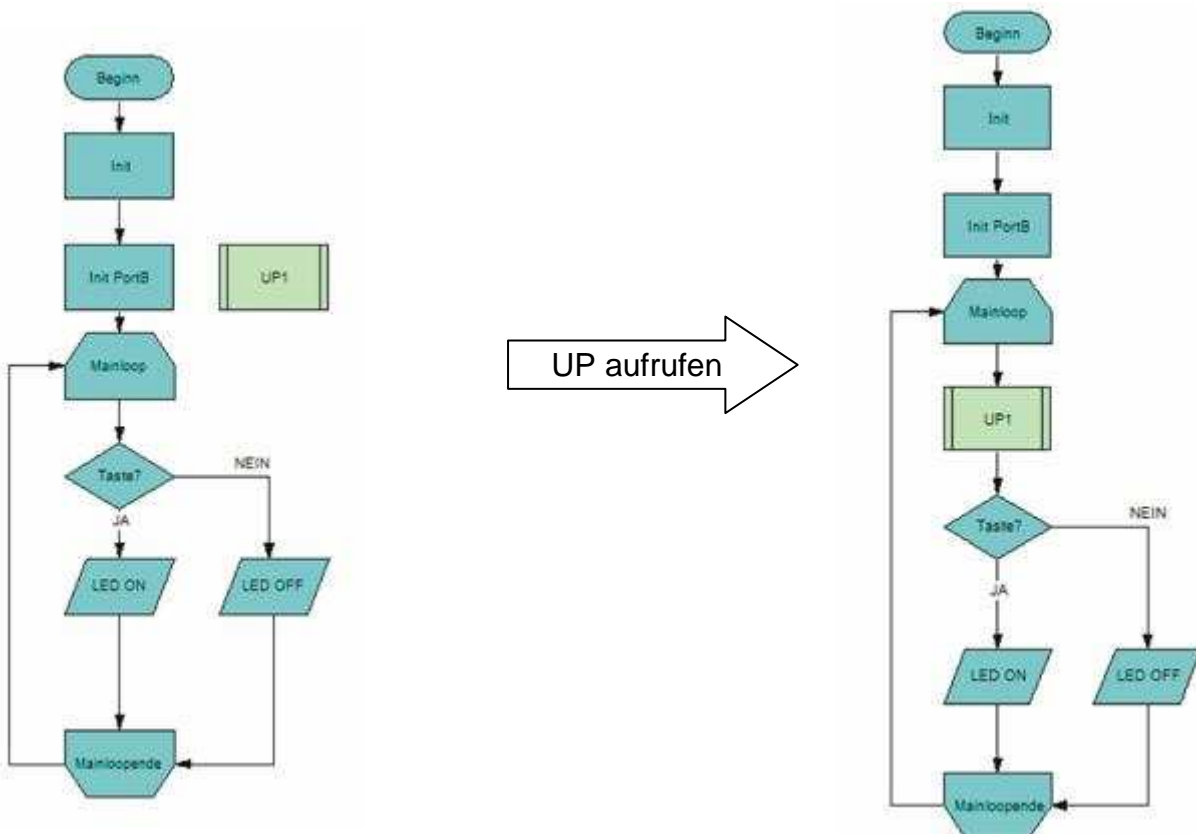 Beginn
Init
Init PortB
UP1
Mainloop
Taste?
NEIN
JA
LED ON
LED OFF
Mainloopende
UP aufrufen
Beginn
Init
Init PortB
Mainloop
UP1
Taste?
NEIN
JA
LED ON
LED OFF
Mainloopende